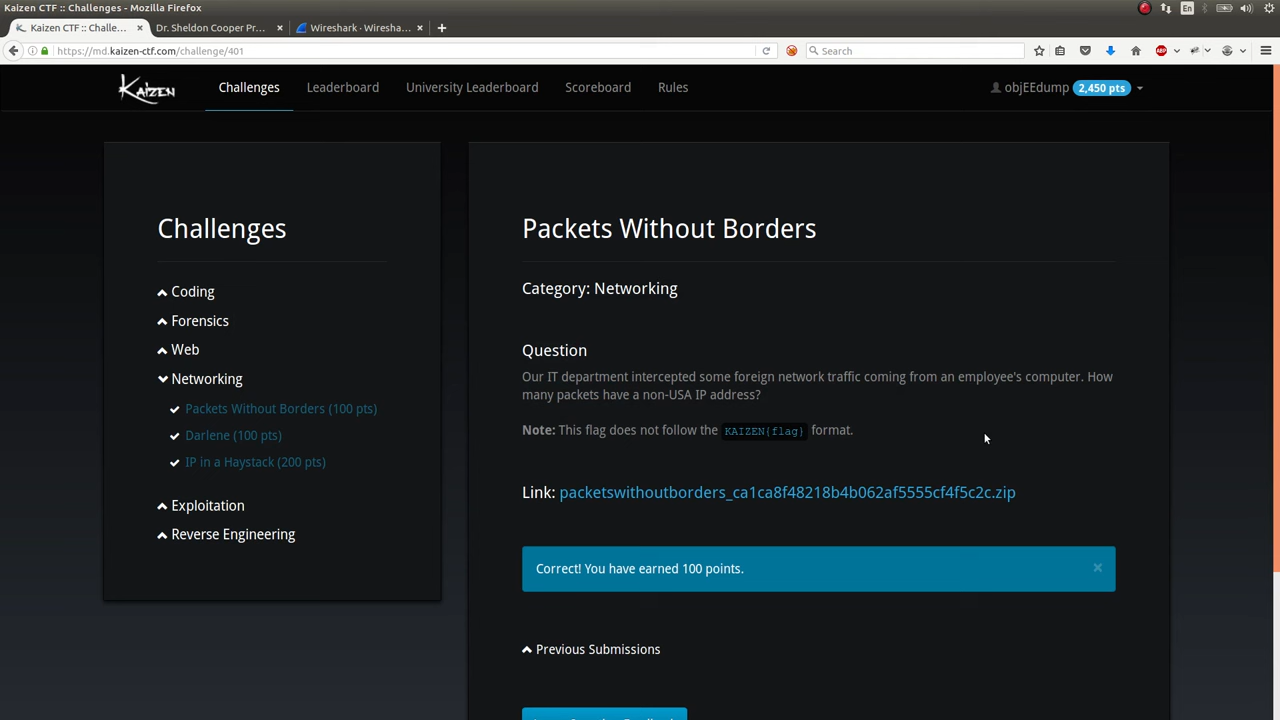 Kaizen CTF :: Challenges - Mozilla Firefox
Kaizen CTF :: Challe... × Dr. Sheldon Cooper Pr... × Wireshark · Wiresha... ×
https://md.kaizen-ctf.com/challenge/401
Search
En
ABP
KAIZEN
Challenges
Leaderboard
University Leaderboard
Scoreboard
Rules
objEEdump 2,450 pts
Challenges
Coding
Forensics
Web
Networking
Packets Without Borders (100 pts)
Darlene (100 pts)
IP in a Haystack (200 pts)
Exploitation
Reverse Engineering
Packets Without Borders
Category: Networking
Question
Our IT department intercepted some foreign network traffic coming from an employee's computer. How
many packets have a non-USA IP address?
Note: This flag does not follow the KAIZEN{flag} format.
Link: packetswithoutborders_ca1ca8f48218b4b062af5555cf4f5c2c.zip
Correct! You have earned 100 points. ×
Previous Submissions